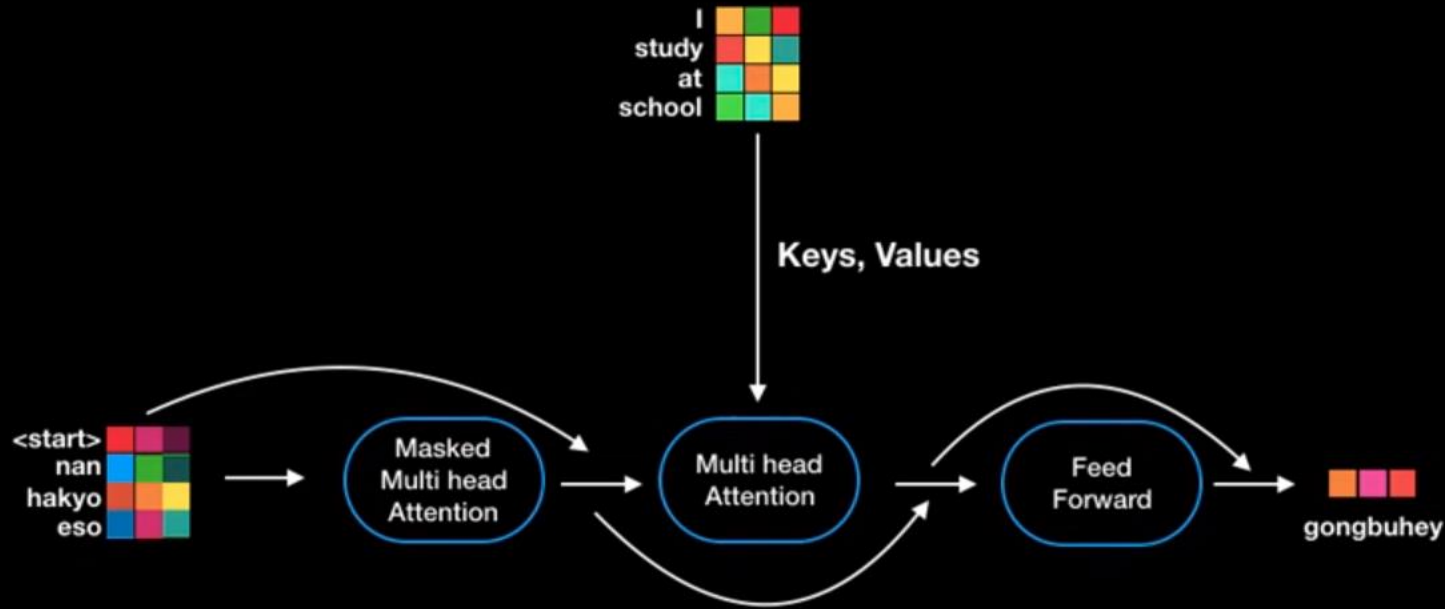 I
study
at
school
Keys, Values
<start>
nan
hakyo
eso
Masked
Multi head
Attention
Multi head
Attention
Feed
Forward
gongbuhey